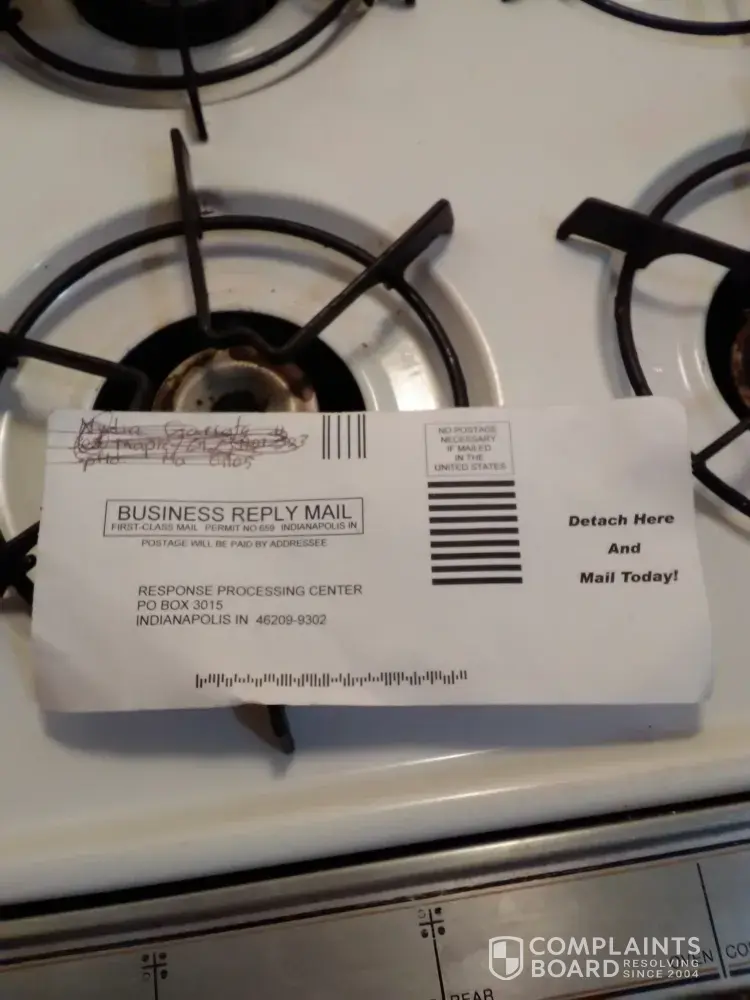 NO POSTAGE
NECESSARY
IF MAILED
IN THE
UNITED STATES
BUSINESS REPLY MAIL
FIRST-CLASS MAIL PERMIT NO 659 INDIANAPOLIS IN
POSTAGE WILL BE PAID BY ADDRESSEE
Detach Here
And
Mail Today!
RESPONSE PROCESSING CENTER
PO BOX 3015
INDIANAPOLIS IN 46209-9302
COMPLAINTS
BOARD
RESOLVING
SINCE 2004
REAR